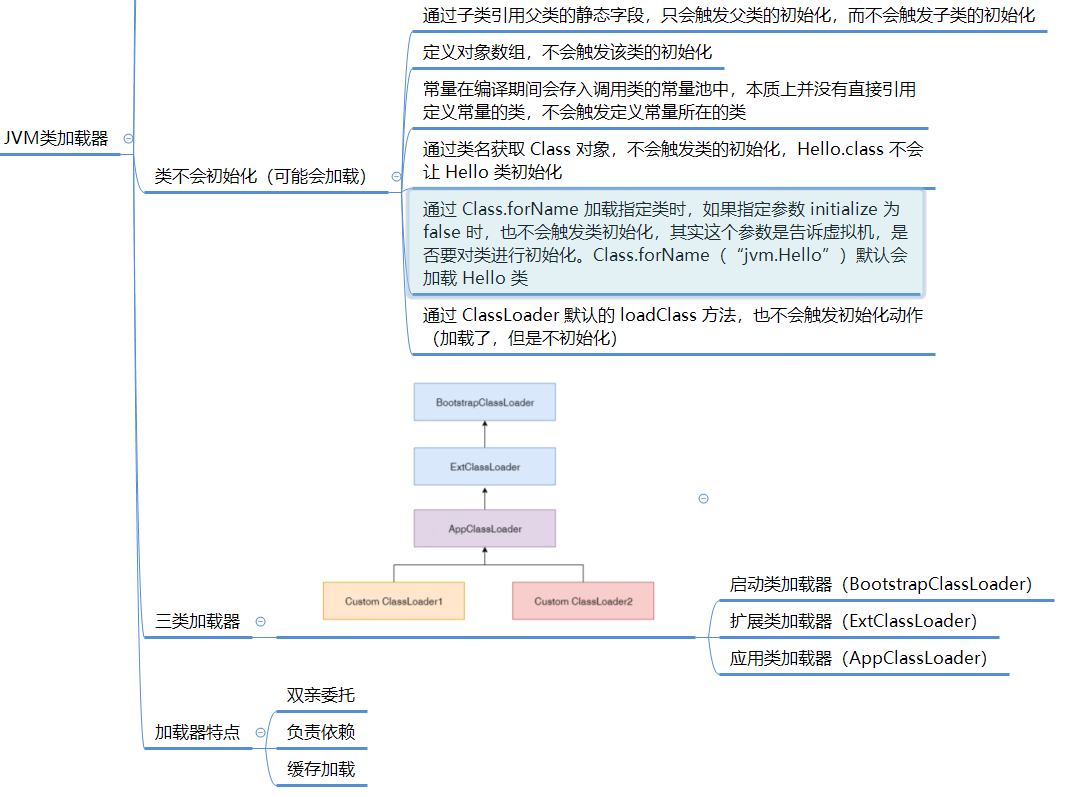 通过子类引用父类的静态字段，只会触发父类的初始化，而不会触发子类的初始化
定义对象数组，不会触发该类的初始化
常量在编译期间会存入调用类的常量池中，本质上并没有直接引用
定义常量的类，不会触发定义常量所在的类
JVM类加载器
类不会初始化（可能会加载）
通过类名获取 Class 对象，不会触发类的初始化，Hello.class 不会
让 Hello 类初始化
通过 Class.forName 加载指定类时，如果指定参数 initialize 为
false 时，也不会触发类初始化，其实这个参数是告诉虚拟机，是
否要对类进行初始化。Class.forName（“jvm.Hello”）默认会
加载 Hello 类
通过 ClassLoader 默认的 loadClass 方法，也不会触发初始化动作
（加载了，但是不初始化）
BootstrapClassLoader
ExtClassLoader
AppClassLoader
Custom ClassLoader1
Custom ClassLoader2
三类加载器
启动类加载器（BootstrapClassLoader）
扩展类加载器（ExtClassLoader）
应用类加载器（AppClassLoader）
加载器特点
双亲委托
负责依赖
缓存加载